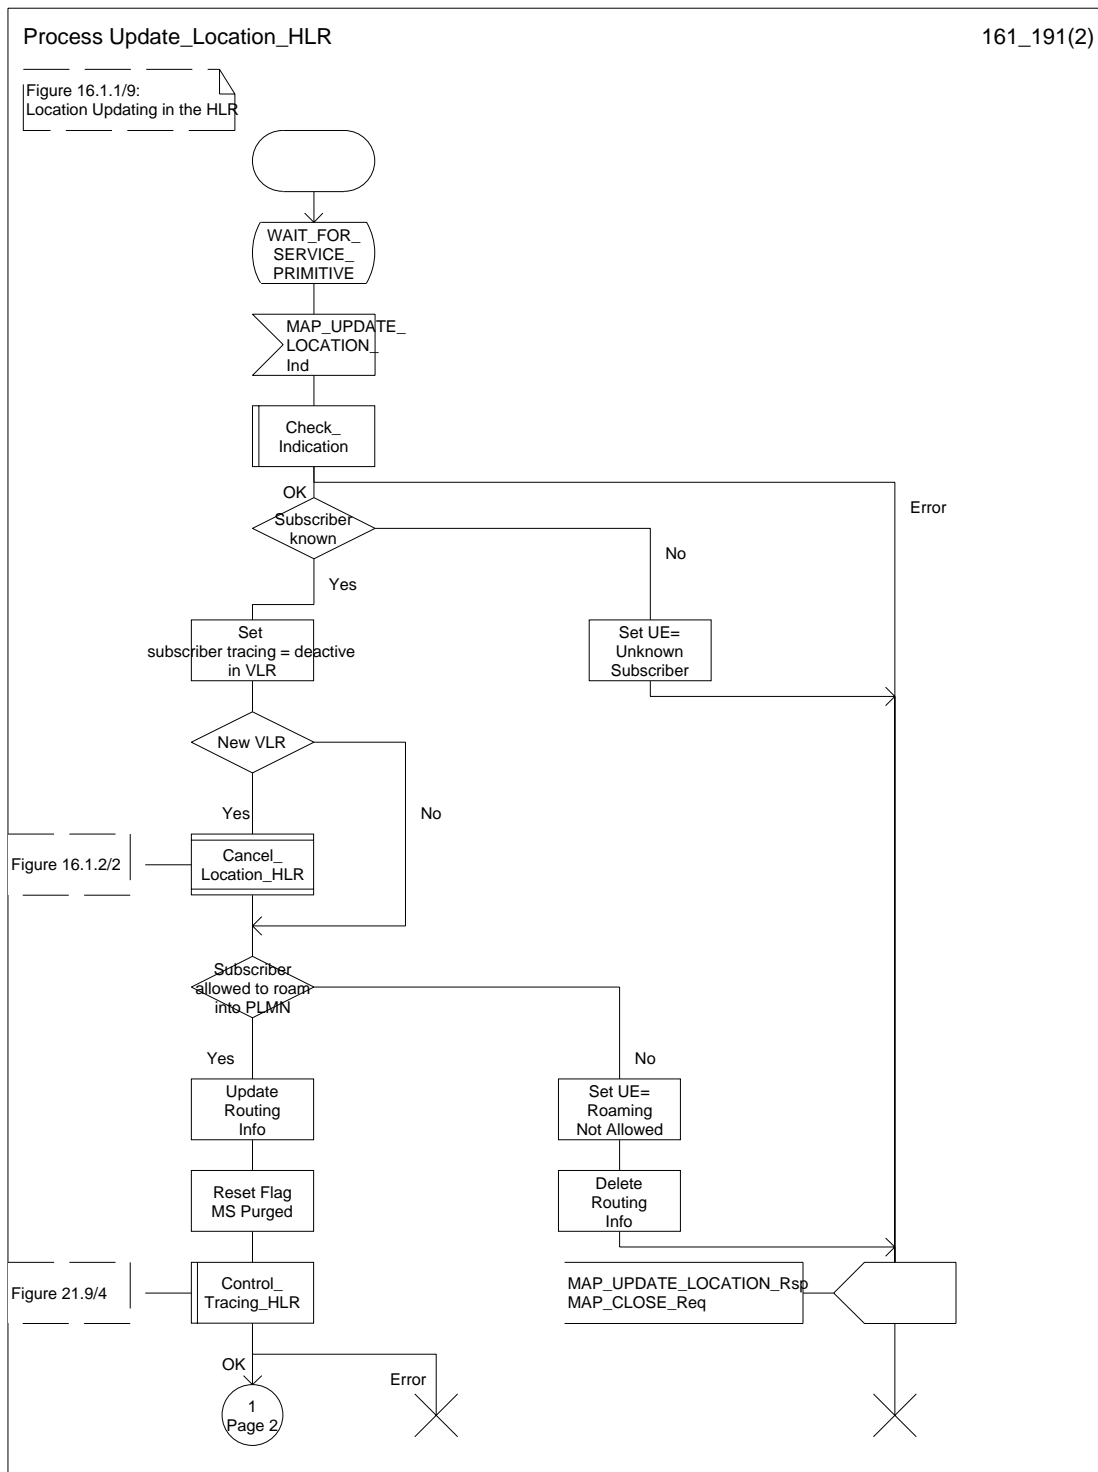 Process Update_Location_HLR
161_191(2)
Figure 16.1.1/9:
Location Updating in the HLR
WAIT_FOR_
SERVICE_
PRIMITIVE
MAP_UPDATE_
LOCATION_
Ind
Check_
Indication
OK
Error
Subscriber
known
No
Yes
Set
subscriber tracing = deactive
in VLR
Set UE=
Unknown
Subscriber
New VLR
Yes
No
Figure 16.1.2/2
Cancel_
Location_HLR
Subscriber
allowed to roam
into PLMN
Yes
No
Update
Routing
Info
Set UE=
Roaming
Not Allowed
Reset Flag
MS Purged
Delete
Routing
Info
Figure 21.9/4
Control_
Tracing_HLR
MAP_UPDATE_LOCATION_Rsp
MAP_CLOSE_Req
OK
Error
1
Page 2